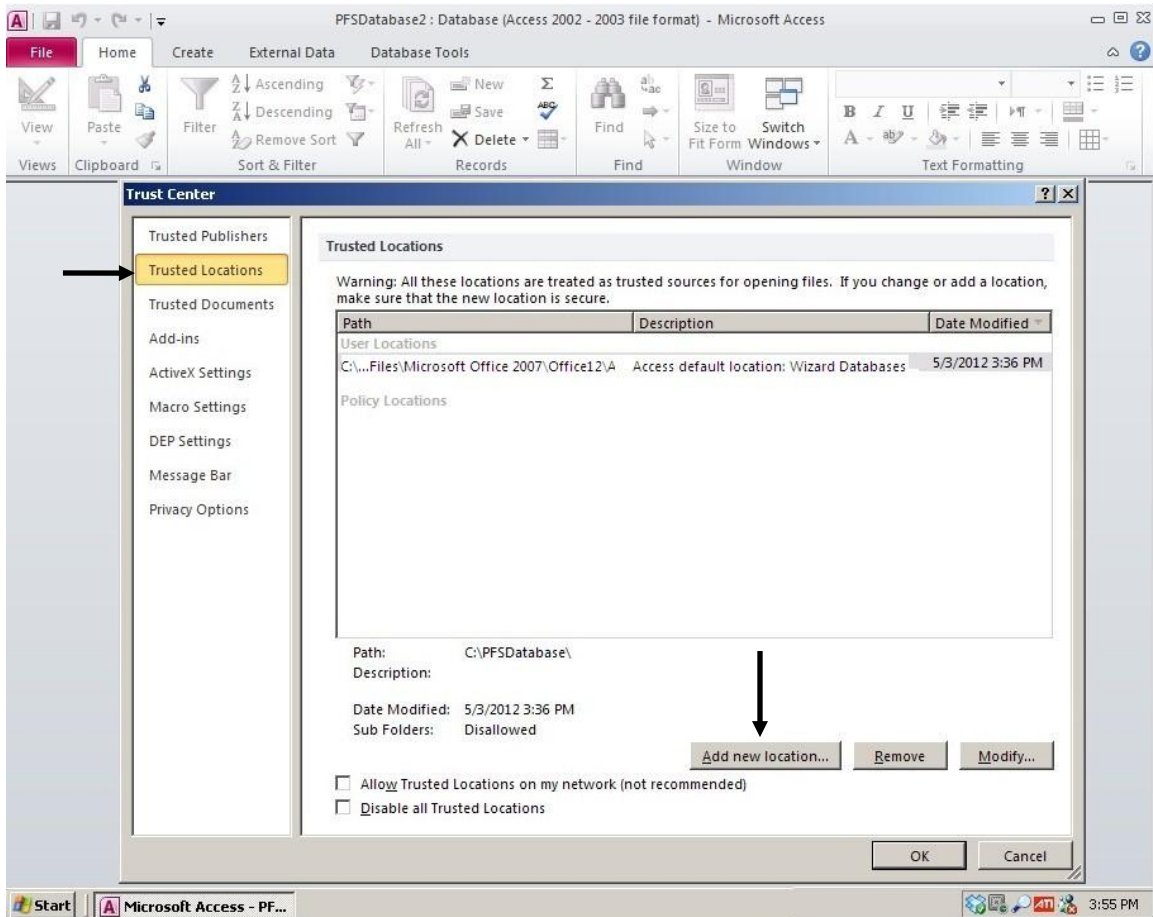 PFSDatabase2 : Database (Access 2002 - 2003 file format) - Microsoft Access
File Home Create External Data Database Tools
View
Views
Paste
Clipboard
Filter
Ascending
Descending
Remove Sort
Sort & Filter
Refresh
All
New
Save
Delete
Σ
ABC
Records
Find
Find
Size to
Fit Form
Switch
Windows
Window
B I U
A
Text Formatting
Trust Center
Trusted Publishers
Trusted Locations
Trusted Documents
Add-ins
ActiveX Settings
Macro Settings
DEP Settings
Message Bar
Privacy Options
Trusted Locations
Warning: All these locations are treated as trusted sources for opening files. If you change or add a location,
make sure that the new location is secure.
Path Description Date Modified
User Locations
C:\...Files\Microsoft Office 2007\Office12\A Access default location: Wizard Databases 5/3/2012 3:36 PM
Policy Locations
Path: C:\PFSDatabase\
Description:
Date Modified: 5/3/2012 3:36 PM
Sub Folders: Disallowed
Add new location... Remove Modify...
Allow Trusted Locations on my network (not recommended)
Disable all Trusted Locations
OK Cancel
Start Microsoft Access - PF... ATI 3:55 PM